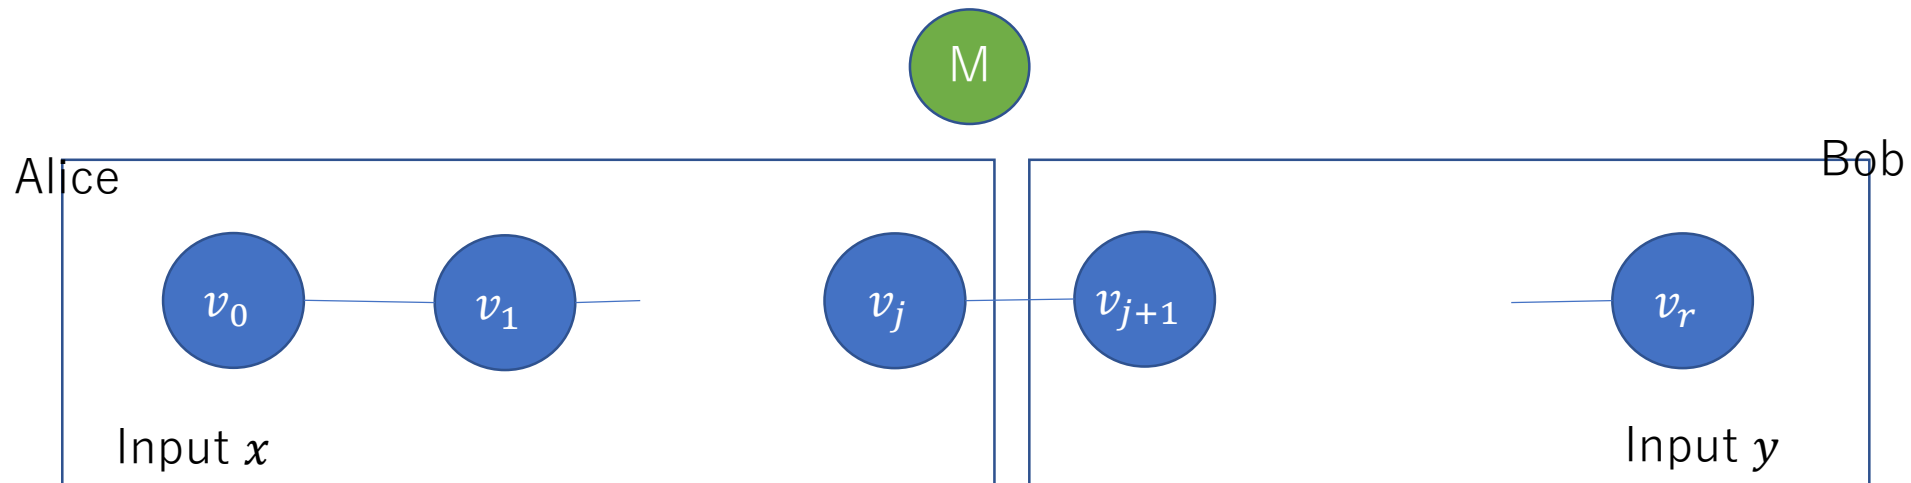 M
Alice
Bob
v_0
v_1
v_j
v_{j+1}
v_r
Input x
Input y